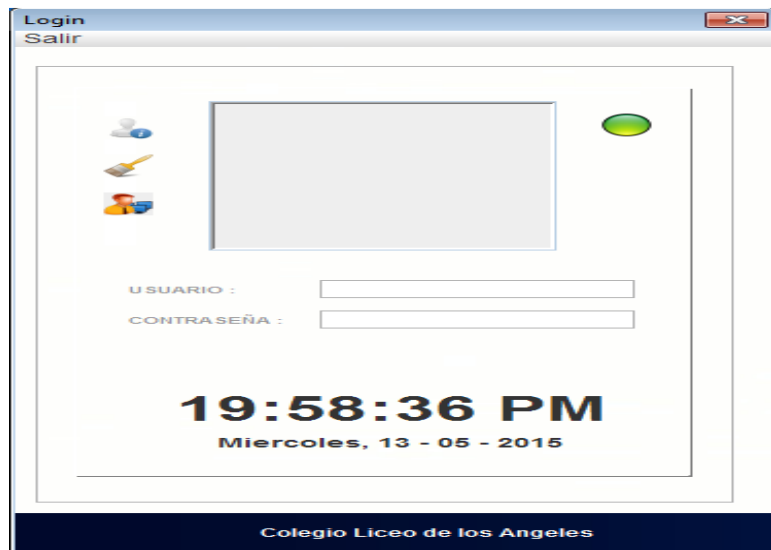 Login
Salir
USUARIO :
CONTRASEÑA :
19:58:36 PM
Miercoles, 13 - 05 - 2015
Colegio Liceo de los Angeles